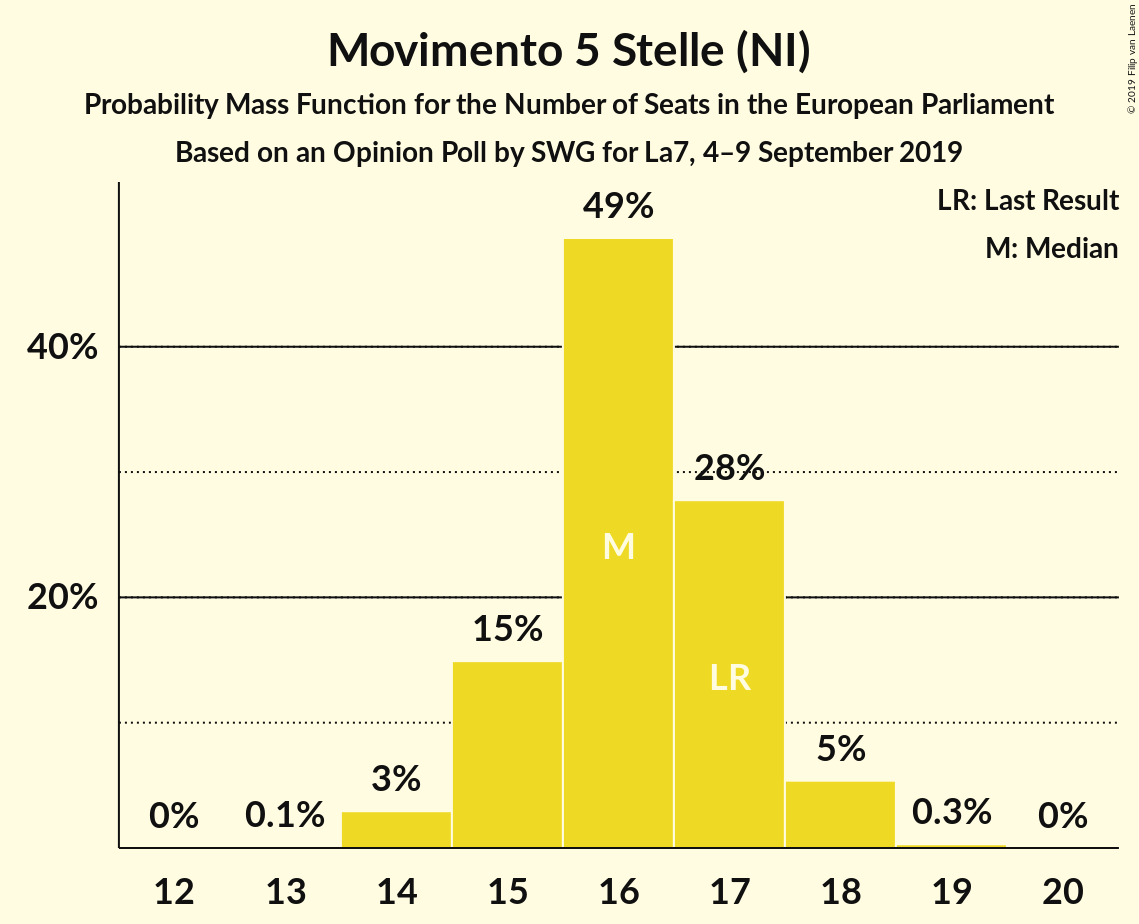 Movimento 5 Stelle (NI)
Probability Mass Function for the Number of Seats in the European Parliament
Based on an Opinion Poll by SWG for La7, 4–9 September 2019
© 2019 Filip van Laenen
LR: Last Result
M: Median
49%
40%
28%
M
20%
15%
LR
5%
3%
0%
0.1%
0.3%
0%
12 13 14 15 16 17 18 19 20